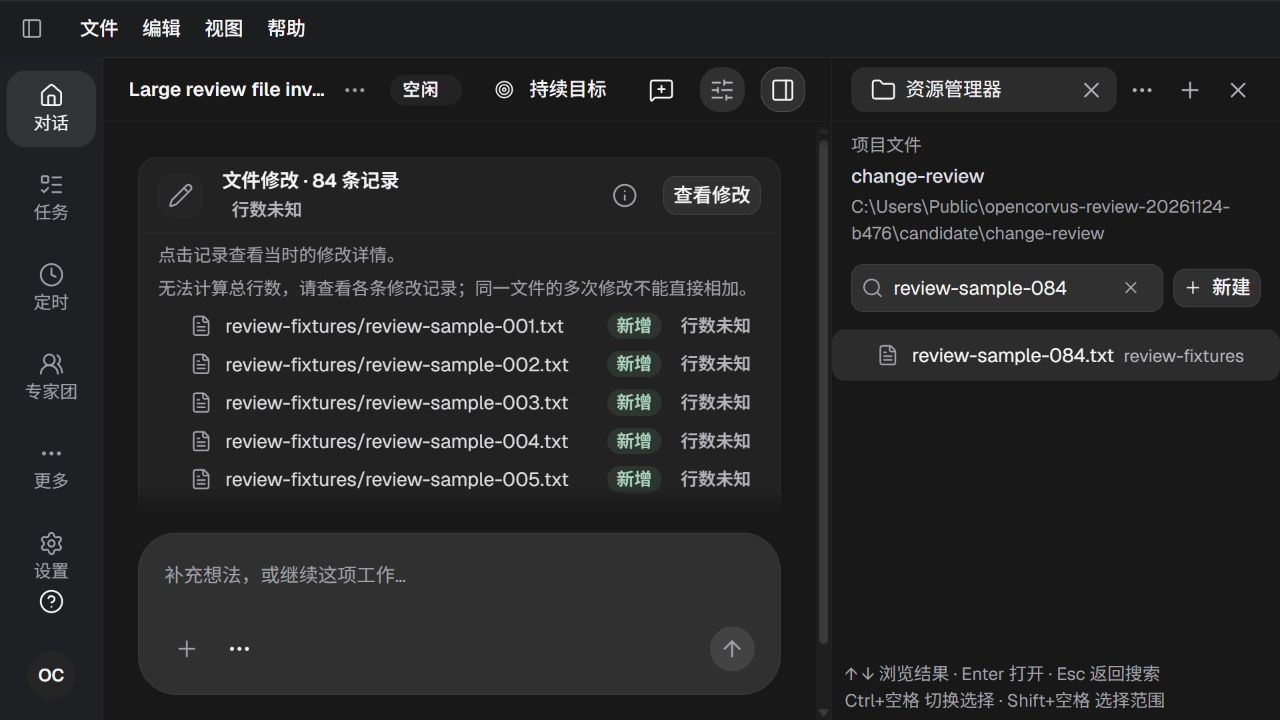 文件 编辑 视图 帮助
对话
任务
定时
专家团
更多
设置
OC
Large review file inv... 空闲 持续目标
文件修改 · 84 条记录
行数未知
查看修改
点击记录查看当时的修改详情。
无法计算总行数，请查看各条修改记录；同一文件的多次修改不能直接相加。
review-fixtures/review-sample-001.txt 新增 行数未知
review-fixtures/review-sample-002.txt 新增 行数未知
review-fixtures/review-sample-003.txt 新增 行数未知
review-fixtures/review-sample-004.txt 新增 行数未知
review-fixtures/review-sample-005.txt 新增 行数未知
补充想法，或继续这项工作...
资源管理器
项目文件
change-review
C:\Users\Public\opencorvus-review-20261124-
b476\candidate\change-review
review-sample-084
新建
review-sample-084.txt review-fixtures
↑↓ 浏览结果 · Enter 打开 · Esc 返回搜索
Ctrl+空格 切换选择 · Shift+空格 选择范围